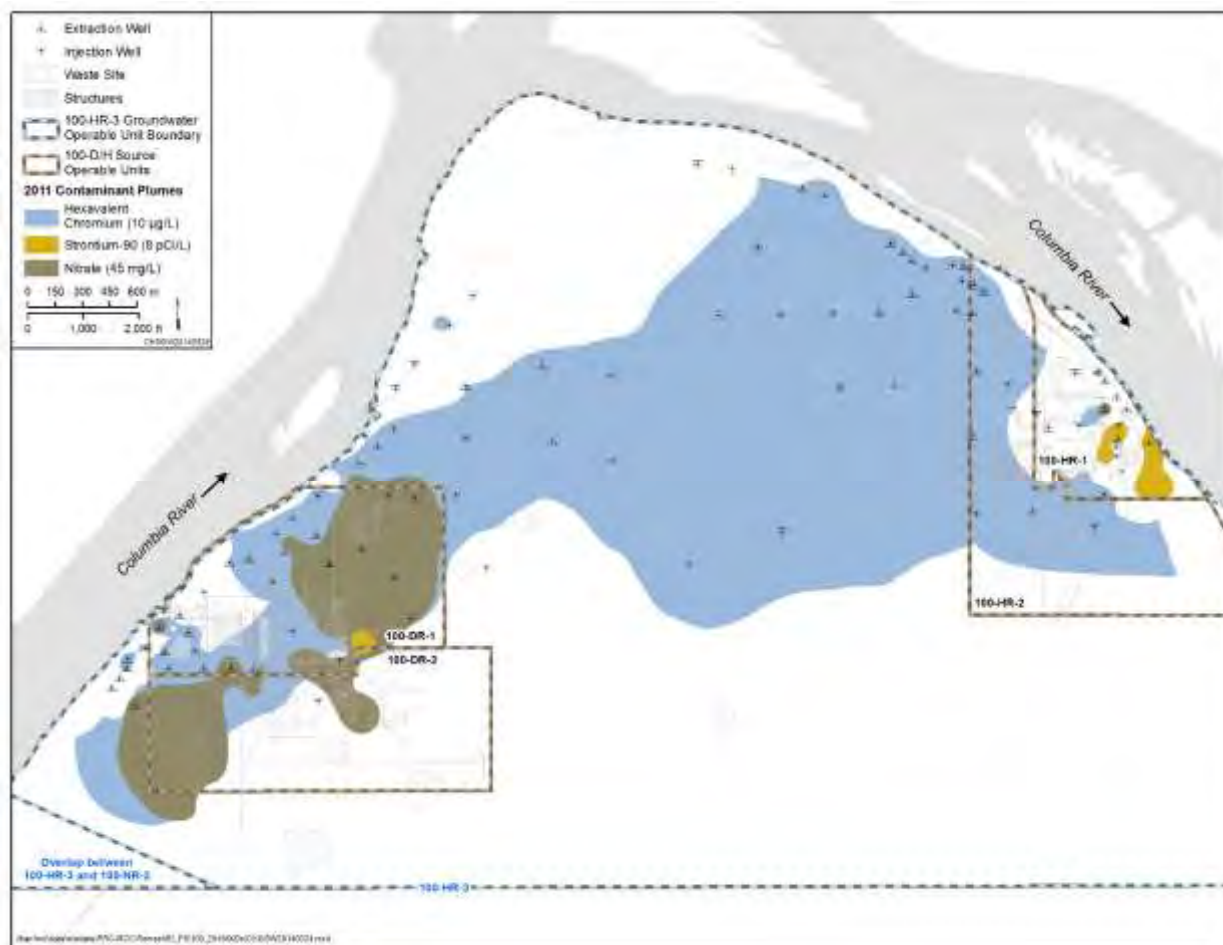 Extraction Well
Injection Well
Waste Site
Structures
100-HR-3 Groundwater
Operable Unit Boundary
100-D/H Source
Operable Units
2011 Contaminant Plumes
Hexavalent
Chromium (10 µg/L)
Strontium-90 (8 pCi/L)
Nitrate (45 mg/L)
0 150 300 450 600 m
0 1,000 2,000 ft
Columbia River
Columbia River
100-HR-1
100-HR-2
100-DR-1
100-DR-2
Overlap between
100-HR-3 and 100-NR-2
100-HR-3